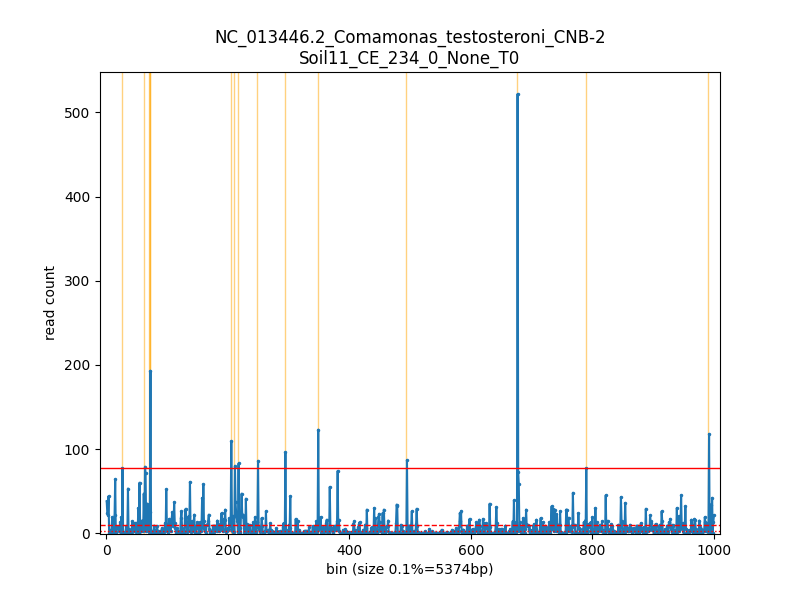 NC_013446.2_Comamonas_testosteroni_CNB-2
Soil11_CE_234_0_None_T0
500
400
300
200
100
0
read count
0 200 400 600 800 1000
bin (size 0.1%=5374bp)